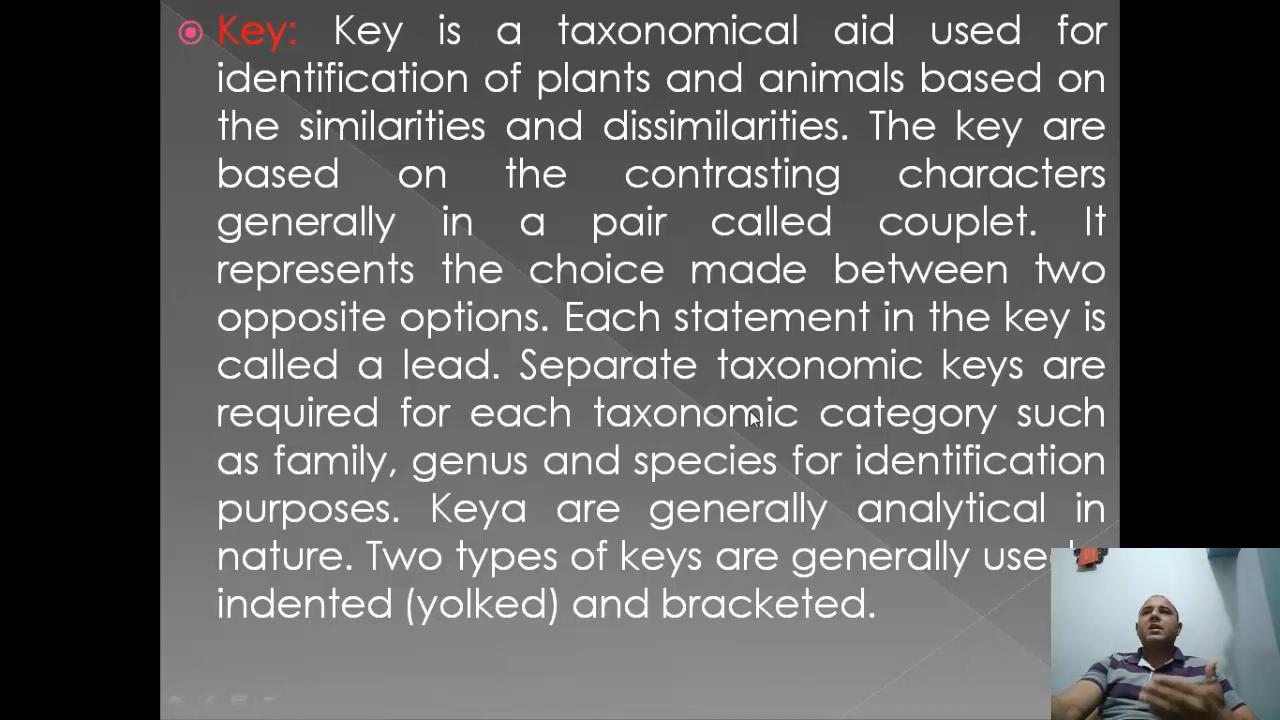 Key: Key is a taxonomical aid used for
identification of plants and animals based on
the similarities and dissimilarities. The key are
based on the contrasting characters
generally in a pair called couplet. It
represents the choice made between two
opposite options. Each statement in the key is
called a lead. Separate taxonomic keys are
required for each taxonomic category such
as family, genus and species for identification
purposes. Keya are generally analytical in
nature. Two types of keys are generally
indented (yolked) and bracketed.